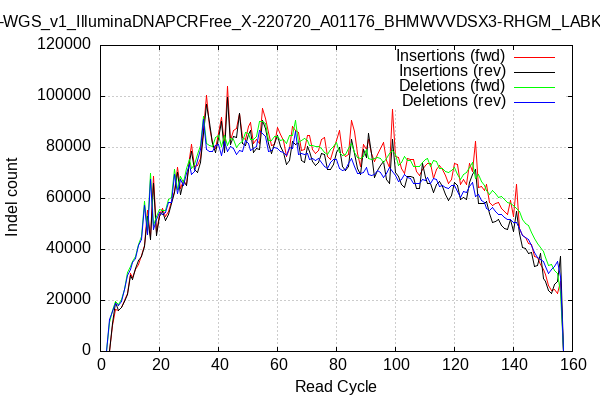 -WGS_v1_IlluminaDNAPCRFree_X-220720_A01176_BHMWVVDSX3-RHGM_LABK
120000
100000
80000
60000
40000
20000
0
Indel count
Insertions (fwd)
Insertions (rev)
Deletions (fwd)
Deletions (rev)
0 20 40 60 80 100 120 140 160
Read Cycle